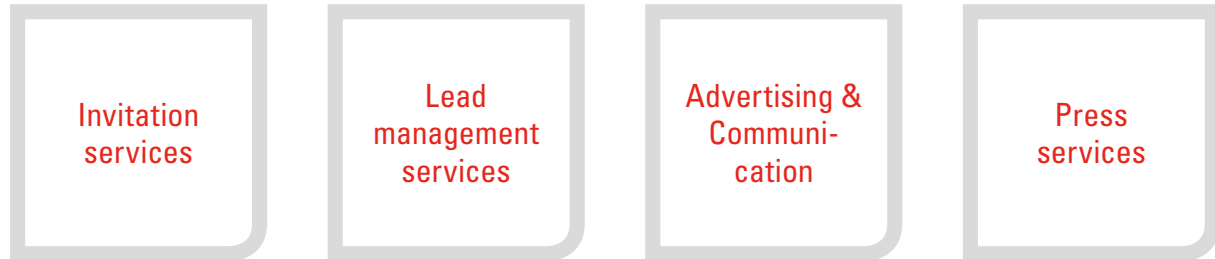 Invitation
services
Lead
management
services
Advertising &
Communi-
cation
Press
services